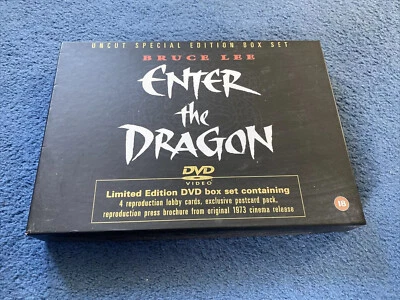 UNCUT SPECIAL EDITION BOX SET
BRUCE LEE
ENTER
the
DRAGON
DVD
VIDEO
Limited Edition DVD box set containing
4 reproduction lobby cards, exclusive postcard pack,
reproduction press brochure from original 1973 cinema release
18